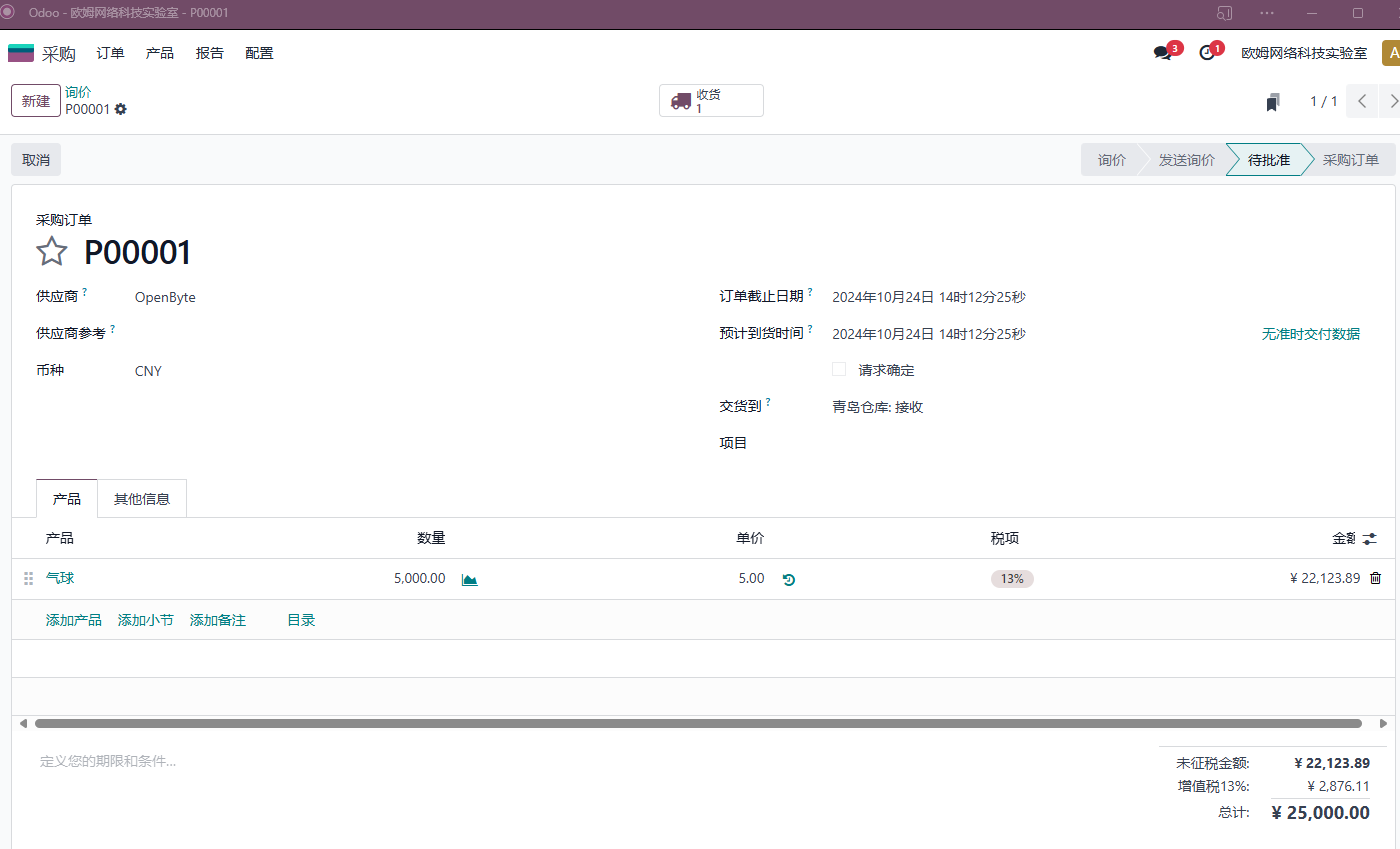 Odoo - 欧姆网络科技实验室 - P00001
采购 订单 产品 报告 配置 3 1 欧姆网络科技实验室 A
新建 询价 收货 1 / 1
P00001 1
取消 询价 发送询价 待批准 采购订单
采购订单
P00001
供应商 ? OpenByte 订单截止日期 ? 2024年10月24日 14时12分25秒
供应商参考 ? 预计到货时间 ? 2024年10月24日 14时12分25秒 无准时交付数据
币种 CNY 请求确定
交货到 ? 青岛仓库: 接收
项目
产品 其他信息
产品 数量 单价 税项 金额
气球 5,000.00 5.00 13% ¥ 22,123.89
添加产品 添加小节 添加备注 目录
定义您的期限和条件...
未征税金额: ¥ 22,123.89
增值税13%: ¥ 2,876.11
总计: ¥ 25,000.00